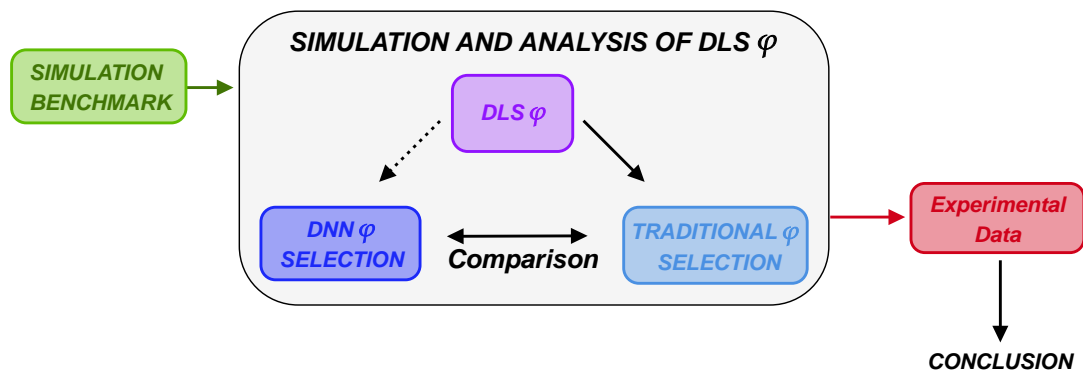 SIMULATION AND ANALYSIS OF DLS φ
SIMULATION
BENCHMARK
DLS φ
DNN φ
SELECTION
Comparison
TRADITIONAL φ
SELECTION
Experimental
Data
CONCLUSION